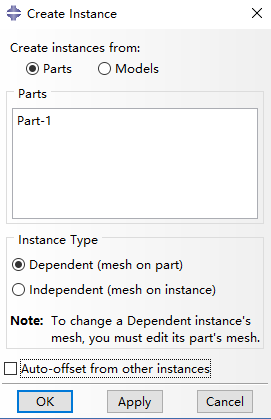 Create Instance
Create instances from:
Parts Models
Parts
Part-1
Instance Type
Dependent (mesh on part)
Independent (mesh on instance)
Note: To change a Dependent instance's
mesh, you must edit its part's mesh.
Auto-offset from other instances
OK Apply Cancel